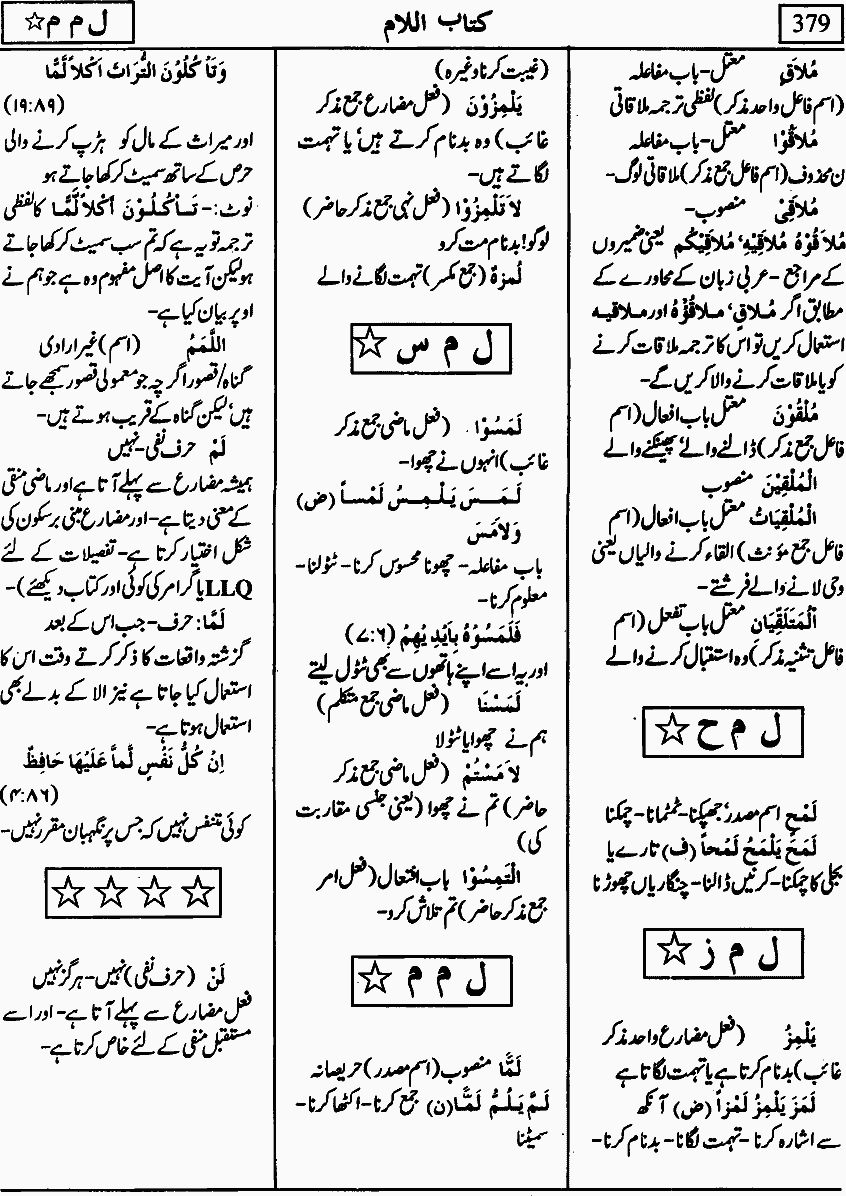 379
کتاب اللام
ل م م ☆
مُلَاقٍ معتل-باب مفاعلہ
(اسم فاعل واحد مذکر) لفظی ترجمہ ملاقاتی
مُلَاقُوْا معتل-باب مفاعلہ
ن محذوف (اسم فاعل جمع مذکر) ملاقاتی لوگ-
مُلَاقِیْ منصوب-
مُلَاقُوْهُ مُلَاقِیْهِ، مُلَاقِیْکُم یعنی ضمیروں
کے مراجع-عربی زبان کے محاورے کے
مطابق اگر مُلَاقٍ، مَلَاقُوْهُ اور مَلَاقِیه
استعمال کریں تو اس کا ترجمہ ملاقات کرنے
کو یا ملاقات کرنے والا کریں گے-
مُلْقُوْنَ معتل باب افعال (اسم
فاعل جمع مذکر) ڈالنے والے، پھینکنے والے
الْمُلْقِیْنَ منصوب
الْمُلْقِیَاتُ معتل باب افعال (اسم
فاعل جمع مؤنث) القاء کرنے والیاں یعنی
وحی لانے والے فرشتے-
اَلْمُتَلَقِّیَان معتل باب تفعل (اسم
فاعل تثنیہ مذکر) وہ استقبال کرنے والے
ل م ح ☆
لَمْحِ اسم مصدر، جھپکنا-ٹمٹمانا-چمکنا
لَمَحَ یَلْمَحُ لَمْحاً (ف) تارے یا
بجلی کا چمکنا-کرنیں ڈالنا-چنگاریاں چھوڑنا
ل م ز ☆
یَلْمِزُ (فعل مضارع واحد مذکر
غائب) بدنام کرتا ہے یا تہمت لگاتا ہے
لَمَزَ یَلْمِزُ لَمْزاً (ض) آنکھ
سے اشارہ کرنا-تہمت لگانا-بدنام کرنا-
(غیبت کرنا وغیرہ)
یَلْمِزُوْنَ (فعل مضارع جمع مذکر
غائب) وہ بدنام کرتے ہیں، یا تہمت
لگاتے ہیں-
لَا تَلْمِزُوْا (فعل نہی جمع مذکر حاضر)
لوگو! بدنام مت کرو
لُمَزَة (جمع مکسر) تہمت لگانے والے
ل م س ☆
لَمَسُوْا (فعل ماضی جمع مذکر
غائب) انہوں نے چھوا-
لَمَسَ یَلْمِسُ لَمْساً (ض)
وَلَامَسَ
باب مفاعلہ-چھونا محسوس کرنا-ٹٹولنا-
معلوم کرنا-
فَلَمَسُوْهُ بِاَیْدِیْهِمْ (۷:۶)
اور یہ اسے اپنے ہاتھوں سے بھی ٹٹول لیتے
لَمَسْنَا (فعل ماضی جمع متکلم)
ہم نے چھوا یا ٹٹولا
لَامَسْتُمْ (فعل ماضی جمع مذکر
حاضر) تم نے چھوا (یعنی جنسی مقاربت
کی)
الْتَمِسُوْا باب افتعال (فعل امر
جمع مذکر حاضر) تم تلاش کرو-
ل م م ☆
لَمًّا منصوب (اسم مصدر) حریصانہ
لَمَّ یَلُمُّ لَمًّا (ن) جمع کرنا-اکٹھا کرنا-
سمیٹنا
وَتَاْکُلُوْنَ التُّرَاثَ اَکْلاً لَّمًّا
(۱۹:۸۹)
اور میراث کے مال کو ہڑپ کرنے والی
حرص کے ساتھ سمیٹ کر کھا جاتے ہو
نوٹ:-تَاْکُلُوْنَ اَکْلاً لَّمًّا کا لفظی
ترجمہ تو یہ ہے کہ تم سب سمیٹ کر کھا جاتے
ہو لیکن آیت کا اصل مفہوم وہ ہے جو ہم نے
اوپر بیان کیا ہے-
اللَّمَمُ (اسم) غیر ارادی
گناہ/قصور اگرچہ جو معمولی قصور سمجھے جاتے
ہیں، لیکن گناہ کے قریب ہوتے ہیں-
لَمْ حرف نفی-نہیں
ہمیشہ مضارع سے پہلے آتا ہے اور ماضی منفی
کے معنی دیتا ہے-اور مضارع مبنی بر سکون کی
شکل اختیار کرتا ہے-تفصیلات کے لئے
LLQ یا گرامر کی کوئی اور کتاب دیکھئے)-
لَمَّا: حرف-جب اس کے بعد
گزشتہ واقعات کا ذکر کرتے وقت اس کا
استعمال کیا جاتا ہے نیز الا کے بدلے بھی
استعمال ہوتا ہے-
اِنْ کُلُّ نَفْسٍ لَّمَّا عَلَیْهَا حَافِظٌ
(۴:۸۶)
کوئی متنفس نہیں کہ جس پر نگہبان مقرر نہیں-
☆ ☆ ☆ ☆
لَنْ (حرف نفی) نہیں-ہرگز نہیں
فعل مضارع سے پہلے آتا ہے-اور اسے
مستقبل منفی کے لئے خاص کرتا ہے-